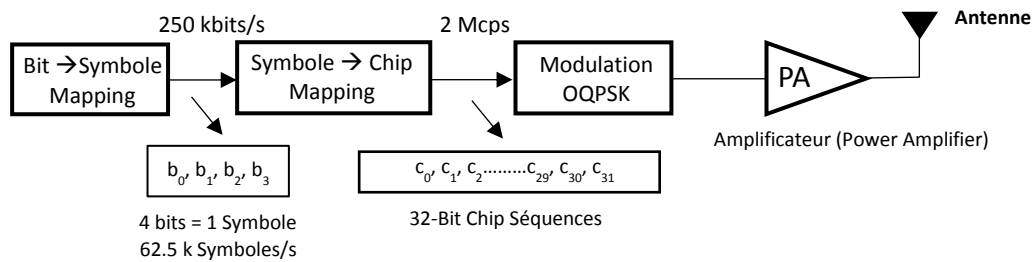 250 kbits/s
2 Mcps
Antenne
Bit → Symbole
Mapping
Symbole → Chip
Mapping
Modulation
OQPSK
PA
Amplificateur (Power Amplifier)
b₀, b₁, b₂, b₃
c₀, c₁, c₂.........c₂₉, c₃₀, c₃₁
4 bits = 1 Symbole
62.5 k Symboles/s
32-Bit Chip Séquences